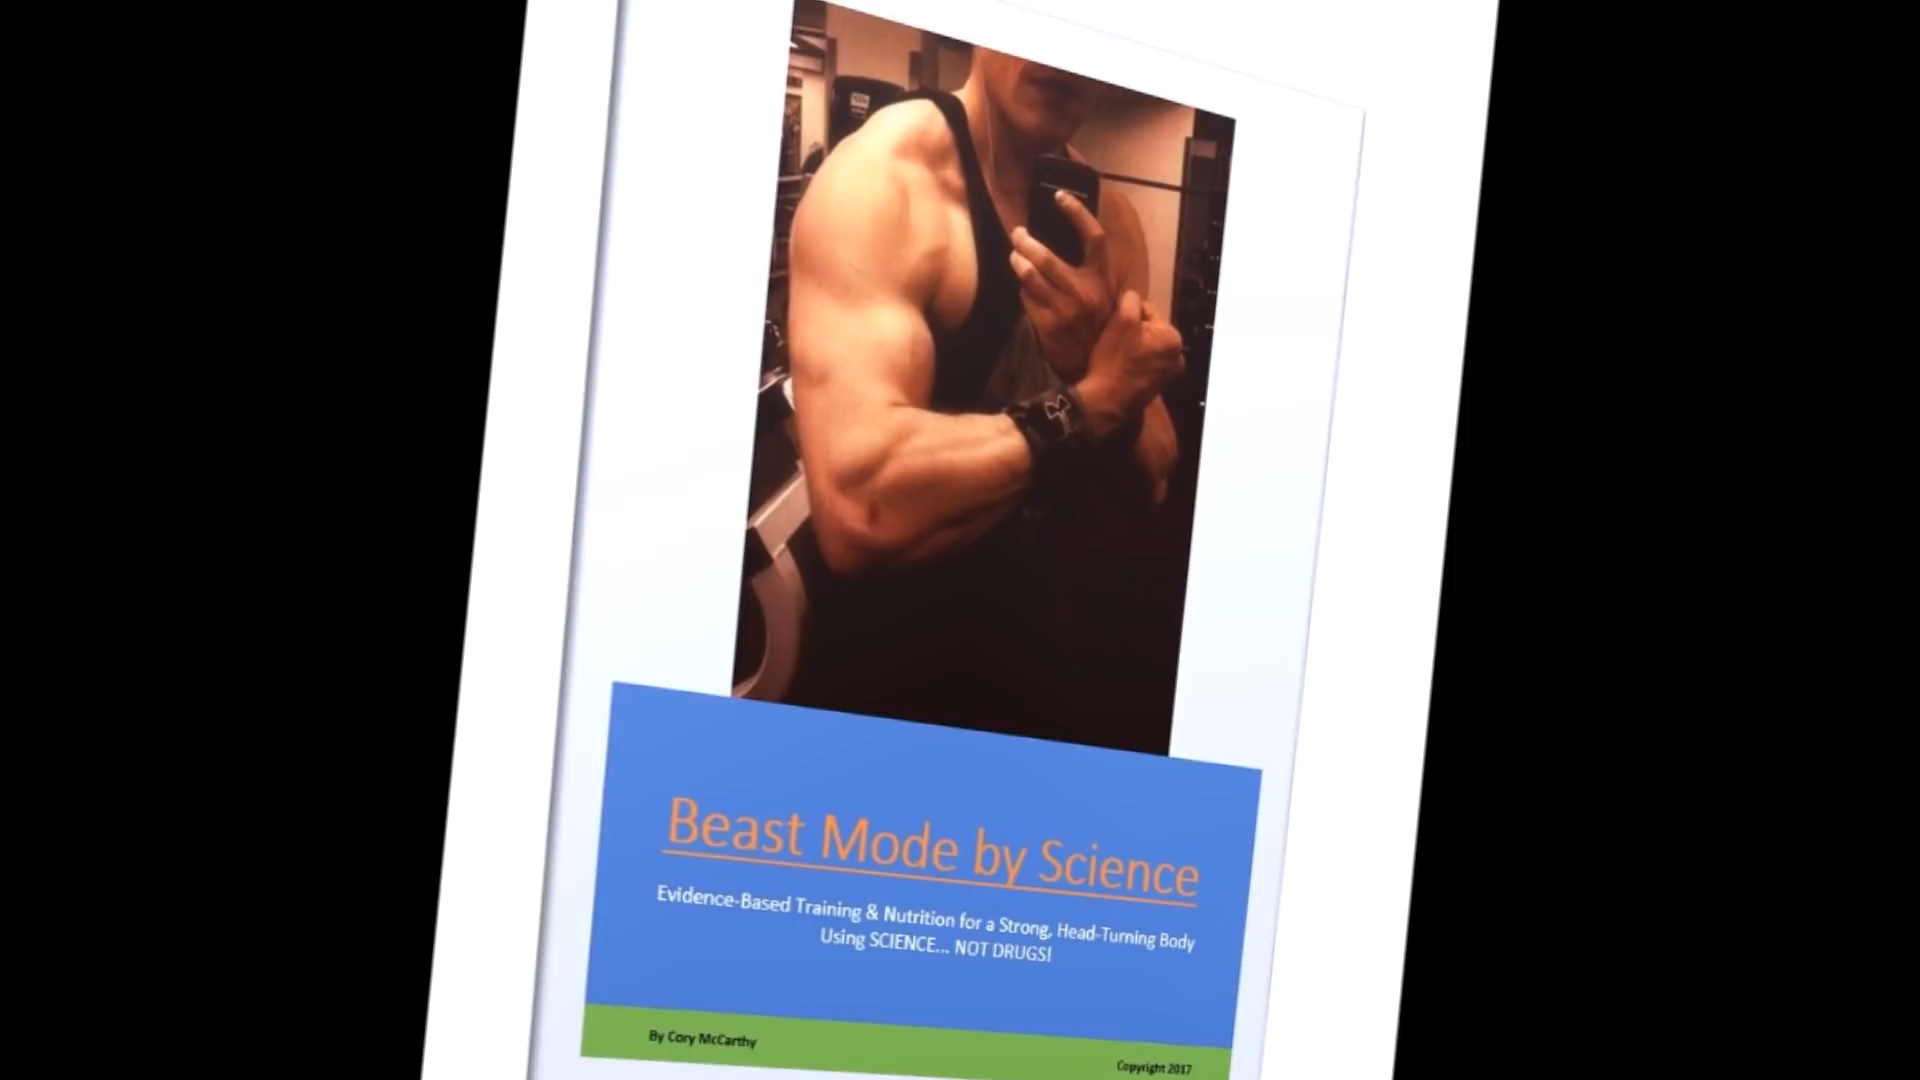 Beast Mode by Science
Evidence-Based Training & Nutrition for a Strong, Head-Turning Body
Using SCIENCE... NOT DRUGS!
By Cory McCarthy
Copyright 2017